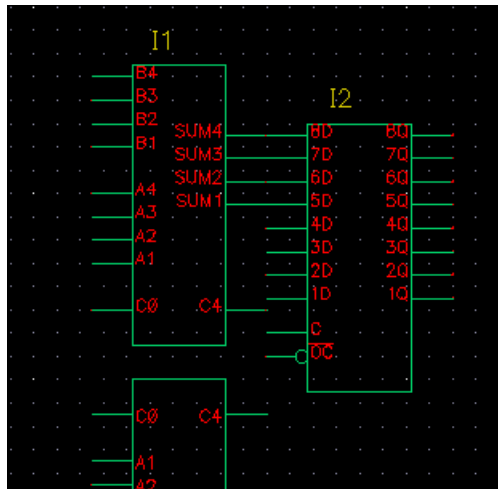 I1
B4
B3
B2
B1
A4
A3
A2
A1
C0
SUM4
SUM3
SUM2
SUM1
C4
I2
8D
7D
6D
5D
4D
3D
2D
1D
C
OC
8Q
7Q
6Q
5Q
4Q
3Q
2Q
1Q
C0
C4
A1
A2